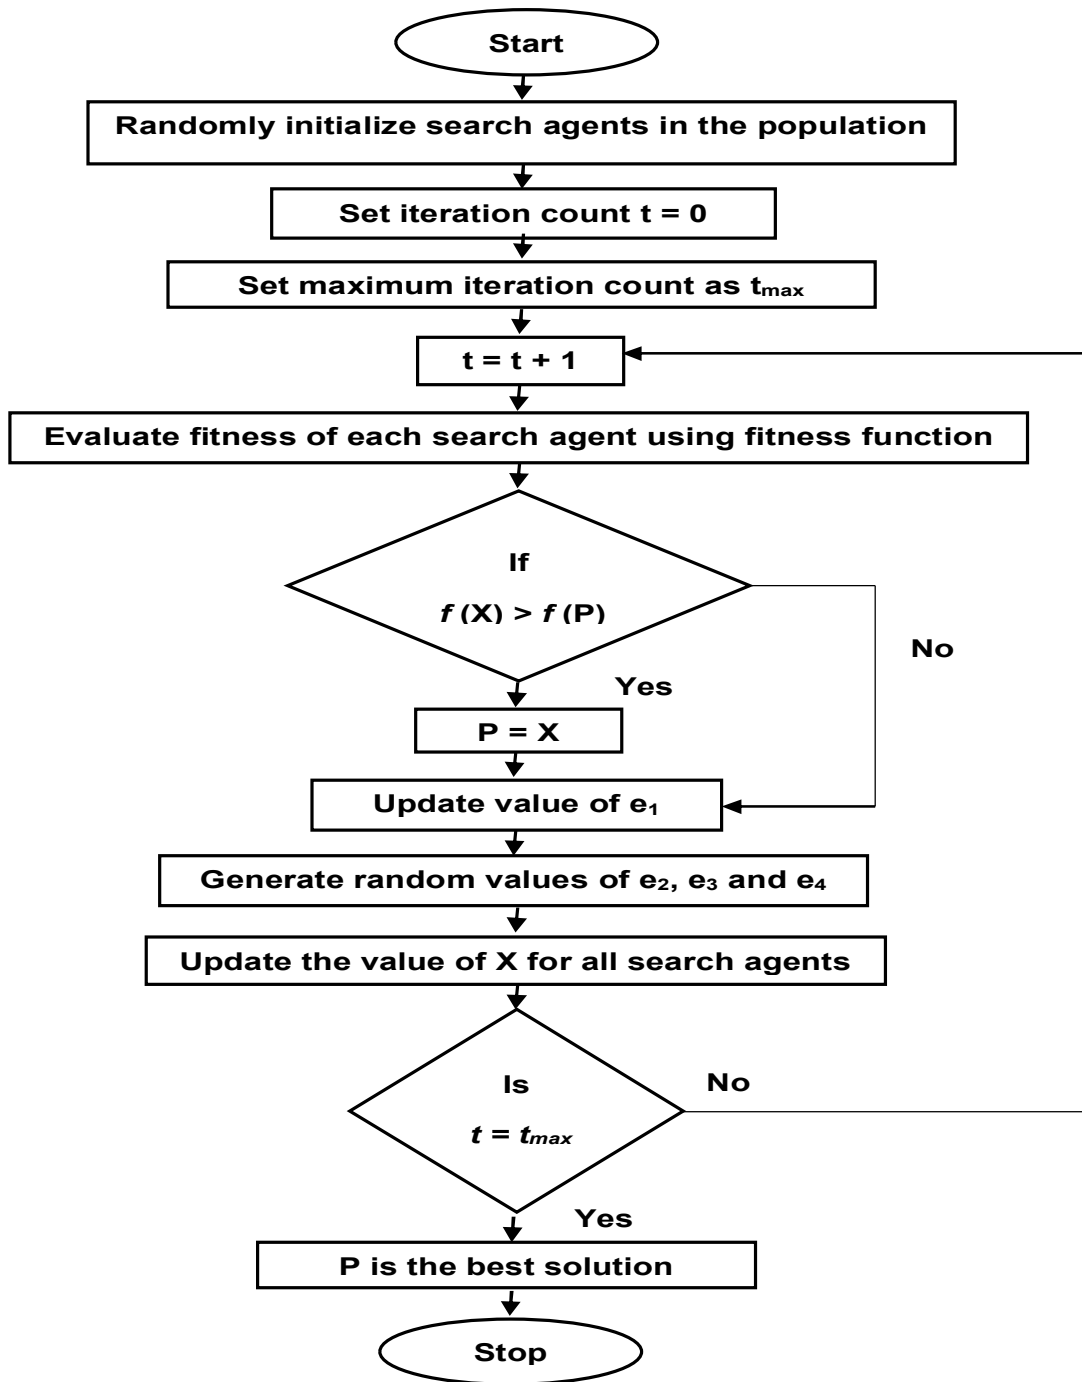 Start
Randomly initialize search agents in the population
Set iteration count t = 0
Set maximum iteration count as tmax
t = t + 1
Evaluate fitness of each search agent using fitness function
If
f (X) > f (P)
No
Yes
P = X
Update value of e1
Generate random values of e2, e3 and e4
Update the value of X for all search agents
Is
No
t = tmax
Yes
P is the best solution
Stop